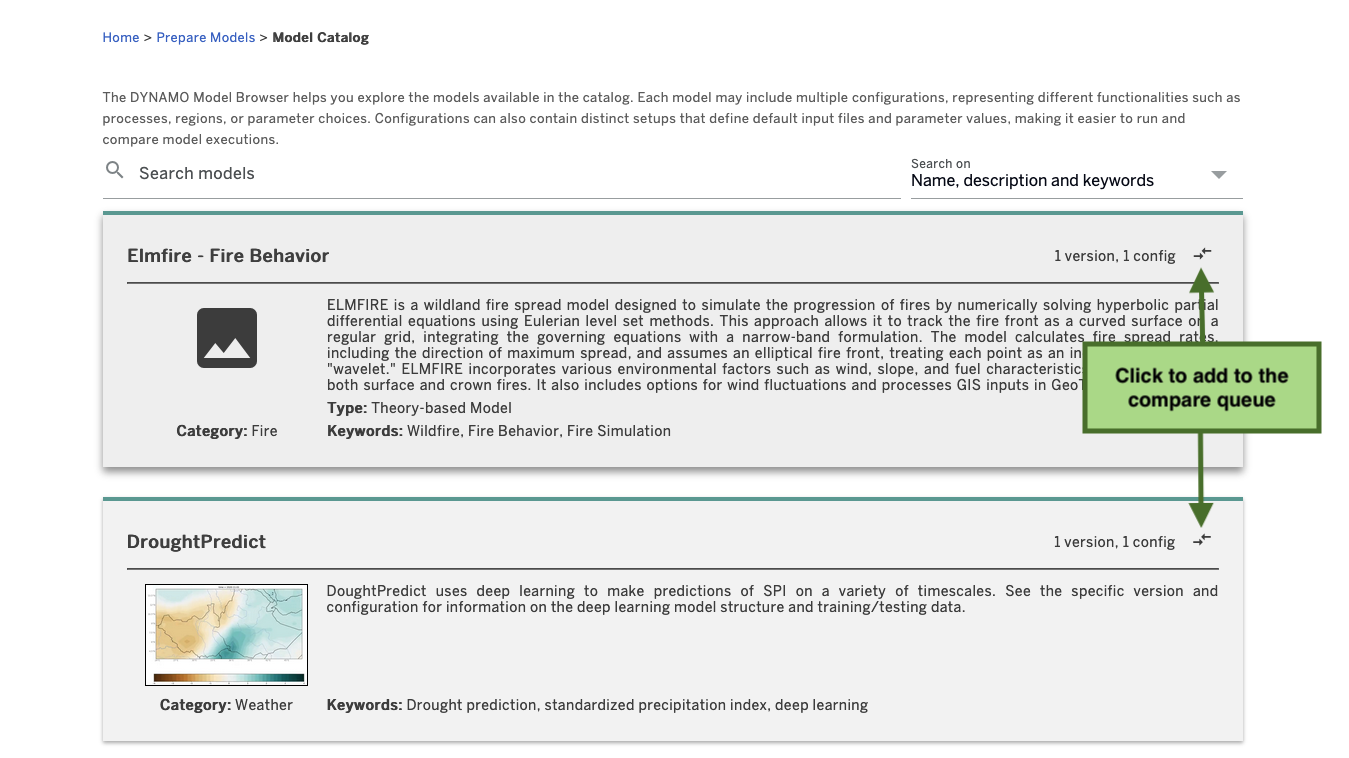 Home > Prepare Models > Model Catalog
The DYNAMO Model Browser helps you explore the models available in the catalog. Each model may include multiple configurations, representing different functionalities such as
processes, regions, or parameter choices. Configurations can also contain distinct setups that define default input files and parameter values, making it easier to run and
compare model executions.
Search models
Search on
Name, description and keywords
Elmfire - Fire Behavior
1 version, 1 config
ELMFIRE is a wildland fire spread model designed to simulate the progression of fires by numerically solving hyperbolic partial
differential equations using Eulerian level set methods. This approach allows it to track the fire front as a curved surface on a
regular grid, integrating the governing equations with a narrow-band formulation. The model calculates fire spread rates,
including the direction of maximum spread, and assumes an elliptical fire front, treating each point as an
"wavelet." ELMFIRE incorporates various environmental factors such as wind, slope, and fuel
both surface and crown fires. It also includes options for wind fluctuations and processes GIS inputs in
Type: Theory-based Model
Category: Fire
Keywords: Wildfire, Fire Behavior, Fire Simulation
Click to add to the
compare queue
DroughtPredict
1 version, 1 config
DoughtPredict uses deep learning to make predictions of SPI on a variety of timescales. See the specific version and
configuration for information on the deep learning model structure and training/testing data.
Category: Weather
Keywords: Drought prediction, standardized precipitation index, deep learning